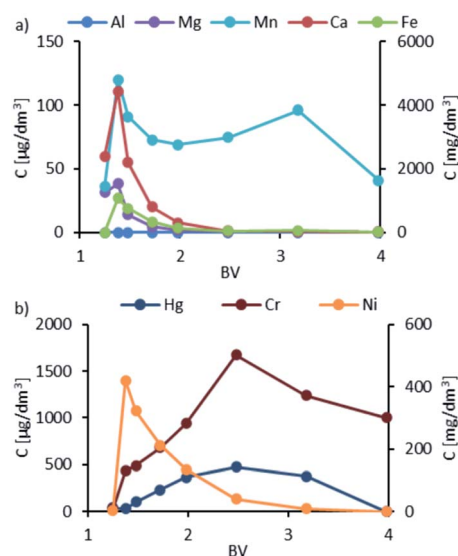 a) Al Mg Mn Ca Fe
150 6000
100 4000
50 2000
0 0
C [µg/dm³] C [mg/dm³]
1 2 3 4
BV
b) Hg Cr Ni
2000 600
1500
400
1000
200
500
0 0
C [µg/dm³] C [mg/dm³]
1 2 3 4
BV